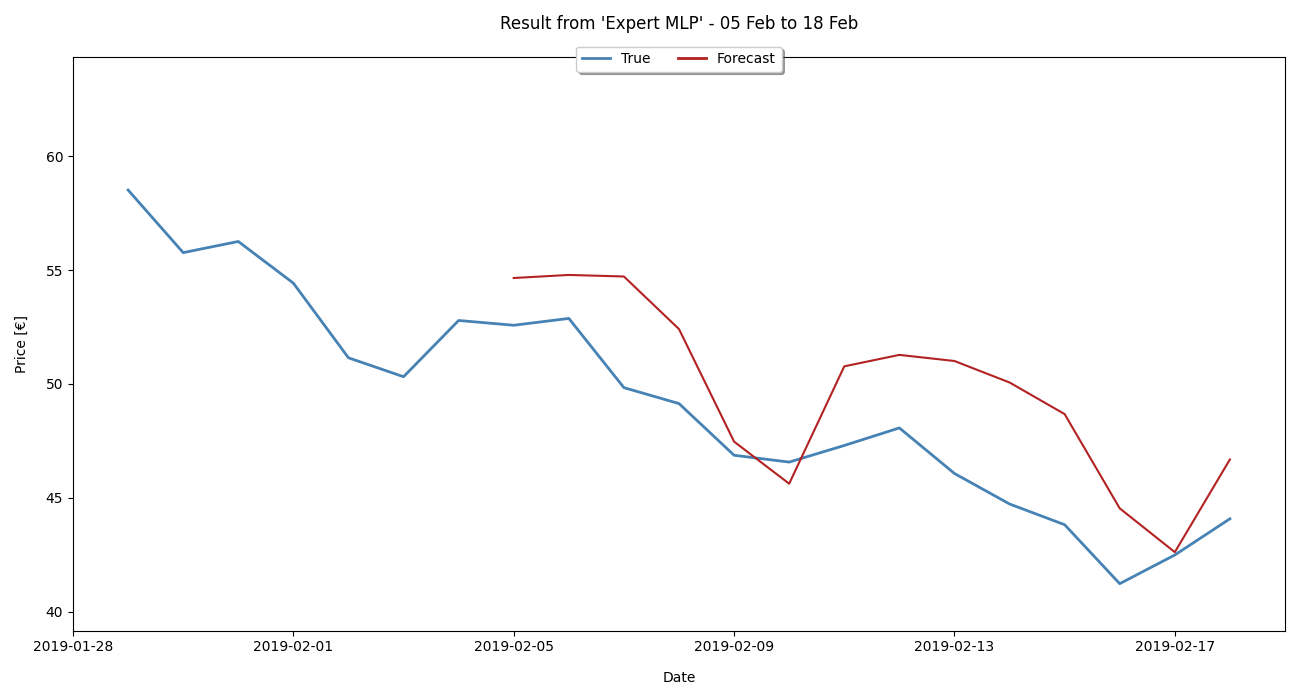 Result from 'Expert MLP' - 05 Feb to 18 Feb
True
Forecast
Price [€]
60
55
50
45
40
2019-01-28
2019-02-01
2019-02-05
2019-02-09
2019-02-13
2019-02-17
Date